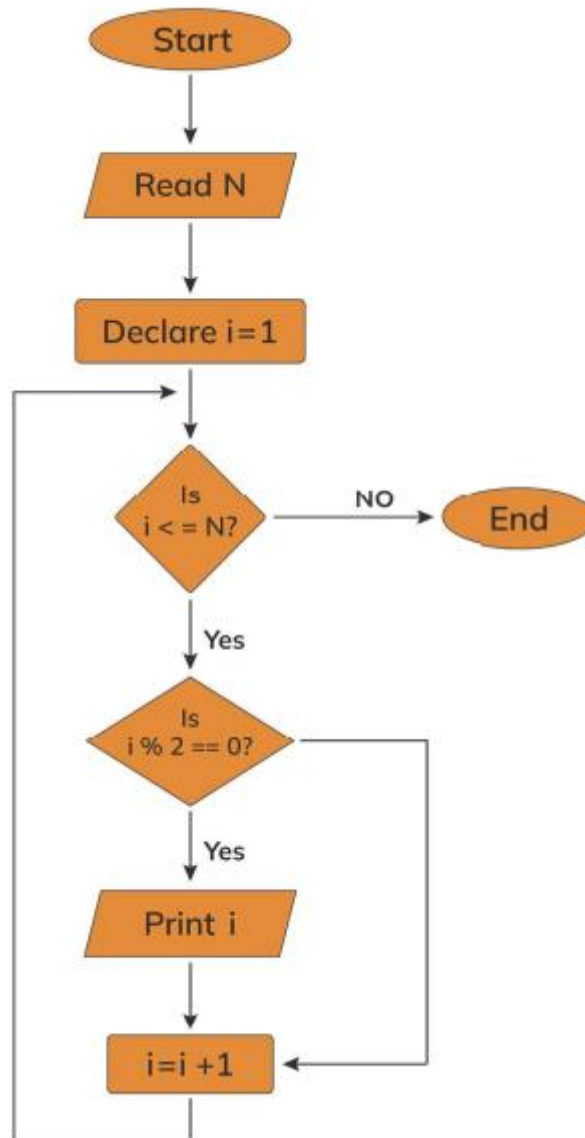 Start
Read N
Declare i=1
Is
i < = N?
NO
End
Yes
Is
i % 2 == 0?
Yes
Print i
i=i +1